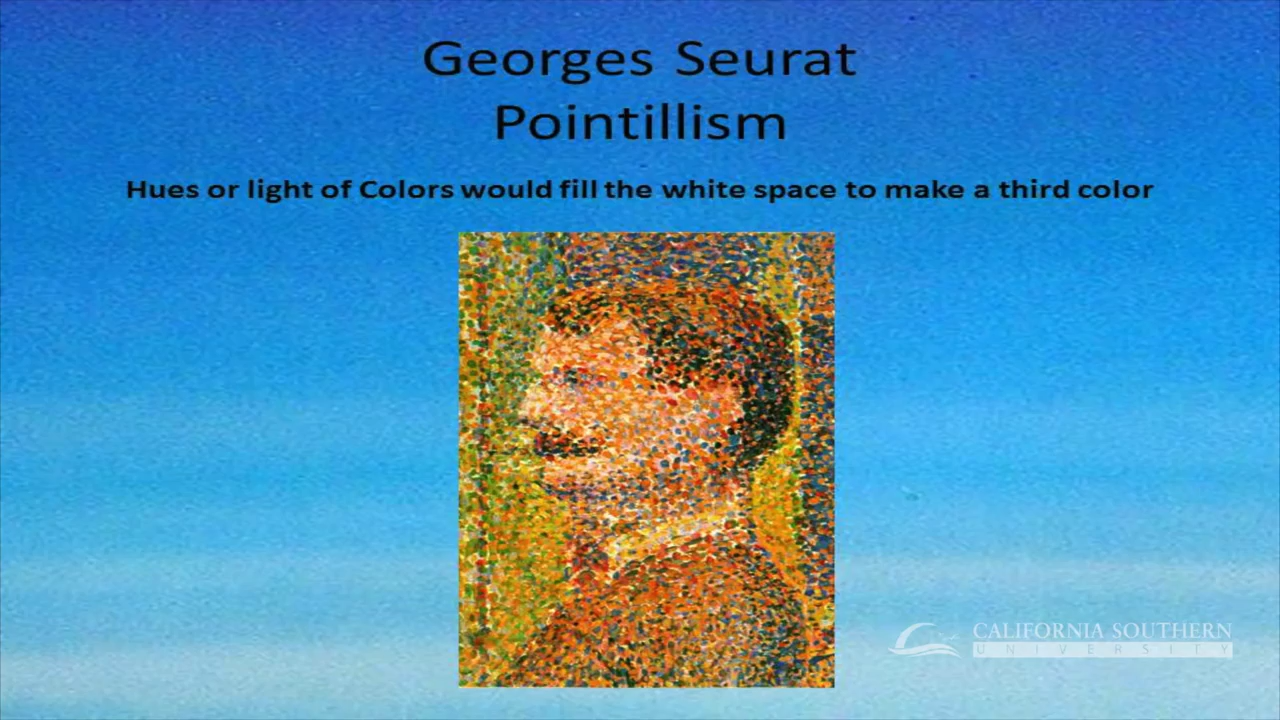 Georges Seurat
Pointillism
Hues or light of Colors would fill the white space to make a third color
CALIFORNIA SOUTHERN
UNIVERSITY